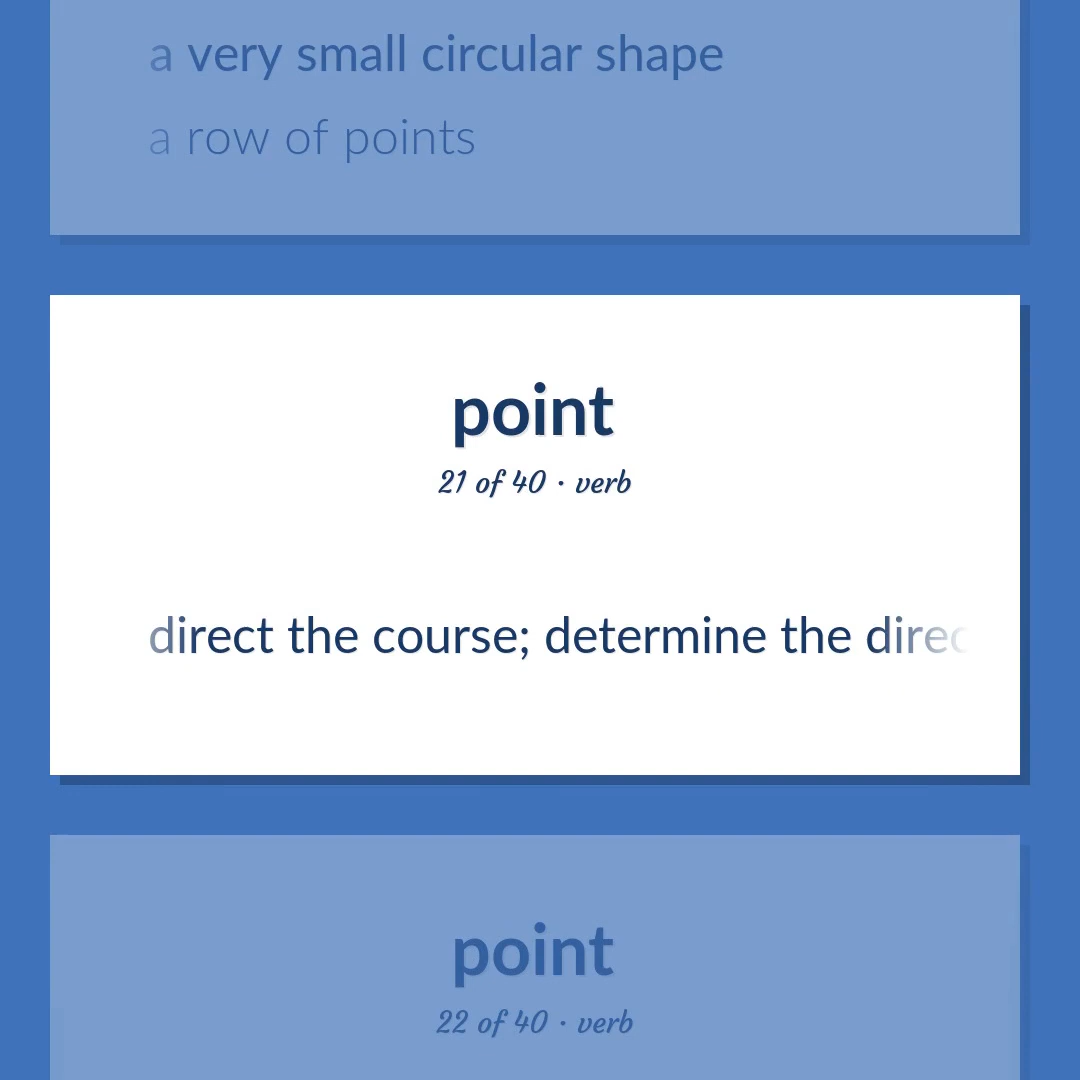 a very small circular shape
a row of points
point
21 of 40 · verb
direct the course; determine the direc
point
22 of 40 · verb